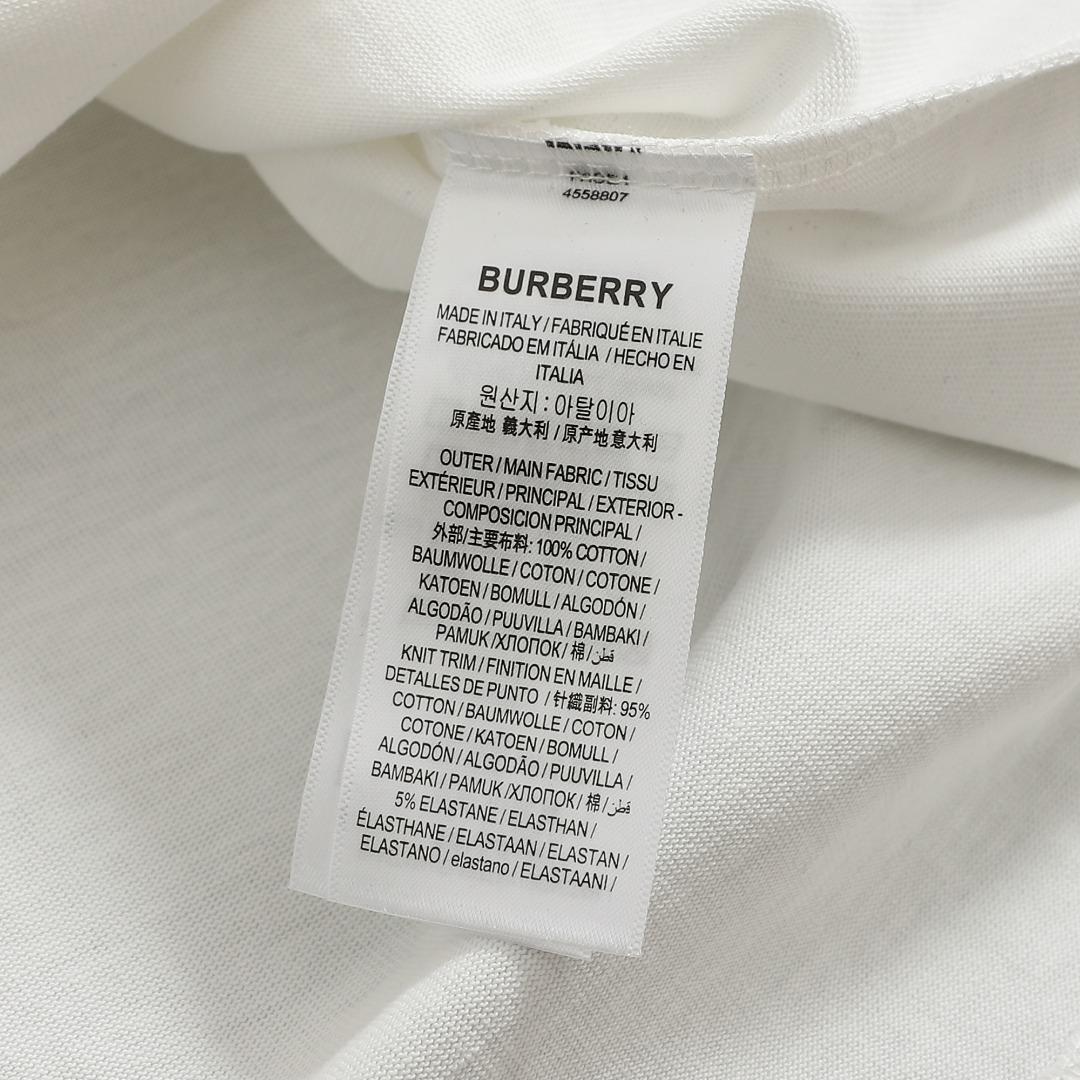 4558807
BURBERRY
MADE IN ITALY / FABRIQUÉ EN ITALIE
FABRICADO EM ITÁLIA / HECHO EN
ITALIA
원산지 : 아탈이아
原產地 義大利 / 原产地 意大利
OUTER / MAIN FABRIC / TISSU
EXTÉRIEUR / PRINCIPAL / EXTERIOR -
COMPOSICION PRINCIPAL /
外部/主要布料: 100% COTTON /
BAUMWOLLE / COTON / COTONE /
KATOEN / BOMULL / ALGODÓN /
ALGODÃO / PUUVILLA / BAMBAKI /
PAMUK /ХЛОПОК/ 棉/قطن
KNIT TRIM / FINITION EN MAILLE /
DETALLES DE PUNTO / 针織副料: 95%
COTTON / BAUMWOLLE / COTON /
COTONE / KATOEN / BOMULL /
ALGODÓN / ALGODÃO / PUUVILLA /
BAMBAKI / PAMUK /ХЛОПОК/ 棉/قطن
5% ELASTANE / ELASTHAN /
ÉLASTHANE / ELASTAAN / ELASTAN /
ELASTANO / elastano / ELASTAANI /